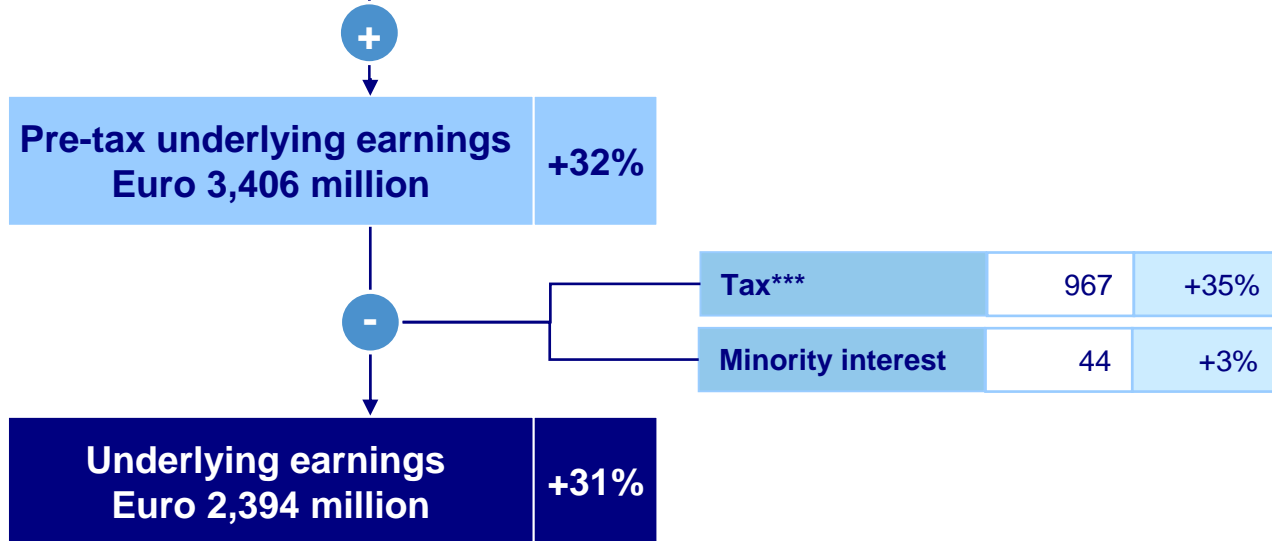 +
Pre-tax underlying earnings
Euro 3,406 million
+32%
Tax*** 967 +35%
-
Minority interest 44 +3%
Underlying earnings
Euro 2,394 million
+31%